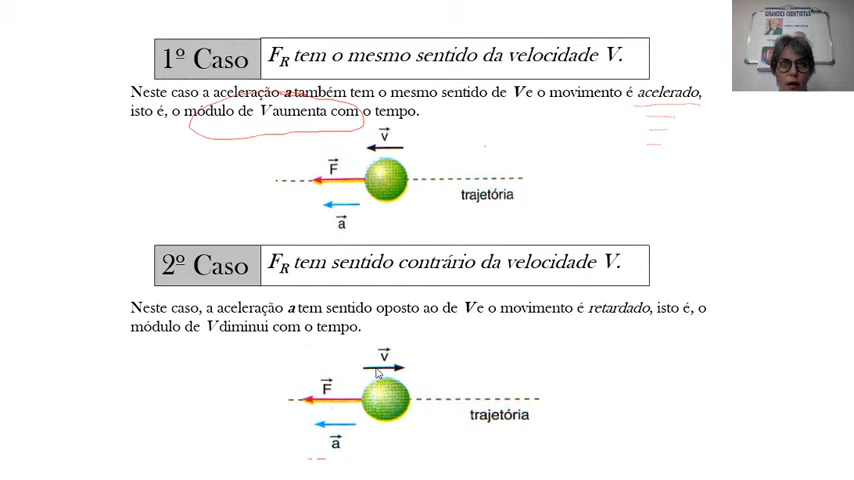 GRANDES CIENTISTAS
1º Caso
F_R tem o mesmo sentido da velocidade V.
Neste caso a aceleração a também tem o mesmo sentido de V e o movimento é acelerado,
isto é, o módulo de V aumenta com o tempo.
V
F
trajetória
a
2º Caso
F_R tem sentido contrário da velocidade V.
Neste caso, a aceleração a tem sentido oposto ao de V e o movimento é retardado, isto é, o
módulo de V diminui com o tempo.
V
F
trajetória
a